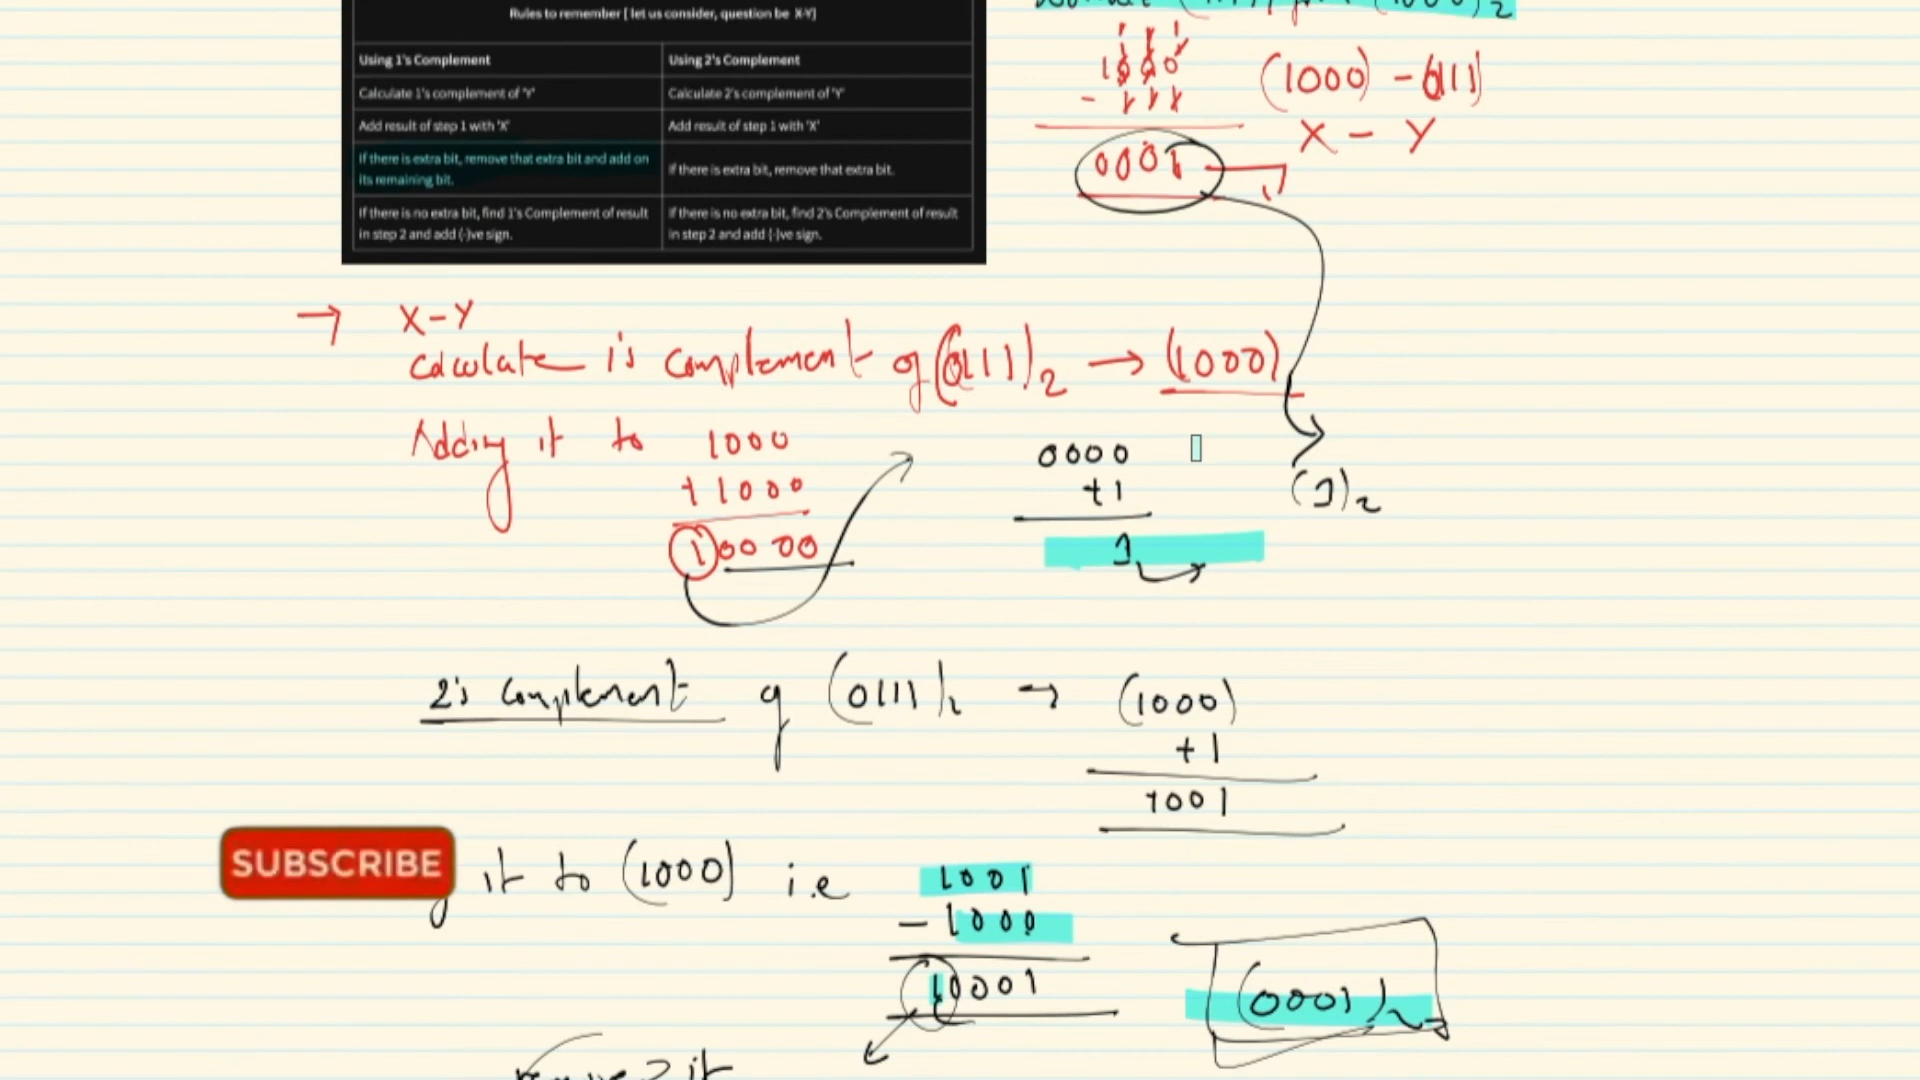 Rules to remember [ let us consider, question be X-Y]
Using 1's Complement
Using 2's Complement
Calculate 1's complement of 'Y'
Calculate 2's complement of 'Y'
Add result of step 1 with 'X'
Add result of step 1 with 'X'
If there is extra bit, remove that extra bit and add on
its remaining bit.
If there is extra bit, remove that extra bit.
If there is no extra bit, find 1's Complement of result
in step 2 and add (-)ve sign.
If there is no extra bit, find 2's Complement of result
in step 2 and add (-)ve sign.
(1000)2
1000
- 111
0001
(1000) - 0111)
X - Y
→ X-Y
calculate 1's complement of (0111)2 → (1000)
Adding it to 1000
+1000
10000
0000
+1
1
(1)2
2's complement of (0111)2 → (1000)
+1
1001
SUBSCRIBE
it to (1000) i.e 1001
- 1000
10001
(0001)2
it